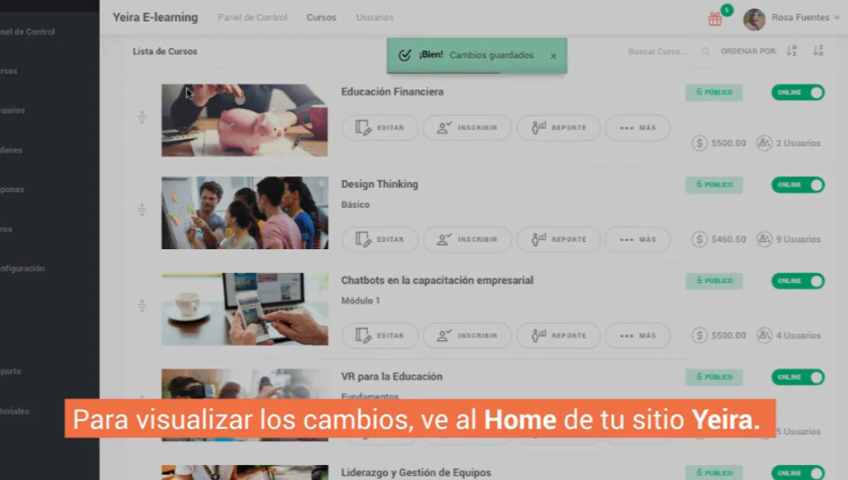 Yeira E-learning Panel de Control Cursos Usuarios 5 Rosa Fuentes
anel de Control
Lista de Cursos ¡Bien! Cambios guardados x Buscar Curso... ORDENAR POR:
rsos
Educación Financiera PÚBLICO ONLINE
uarios
EDITAR INSCRIBIR REPORTE MÁS
$500.00 2 Usuarios
denes
Design Thinking PÚBLICO ONLINE
pones
Básico
ros
EDITAR INSCRIBIR REPORTE MÁS $460.50 9 Usuarios
nfiguración
Chatbots en la capacitación empresarial PÚBLICO ONLINE
Módulo 1
EDITAR INSCRIBIR REPORTE MÁS $500.00 4 Usuarios
porte
VR para la Educación PÚBLICO ONLINE
Fundamentos
toriales
Para visualizar los cambios, ve al Home de tu sitio Yeira.
5 Usuarios
Liderazgo y Gestión de Equipos PÚBLICO ONLINE